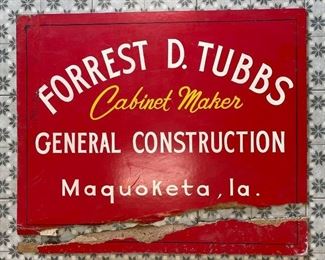 FORREST D. TUBBS
Cabinet Maker
GENERAL CONSTRUCTION
Maquoketa, Ia.